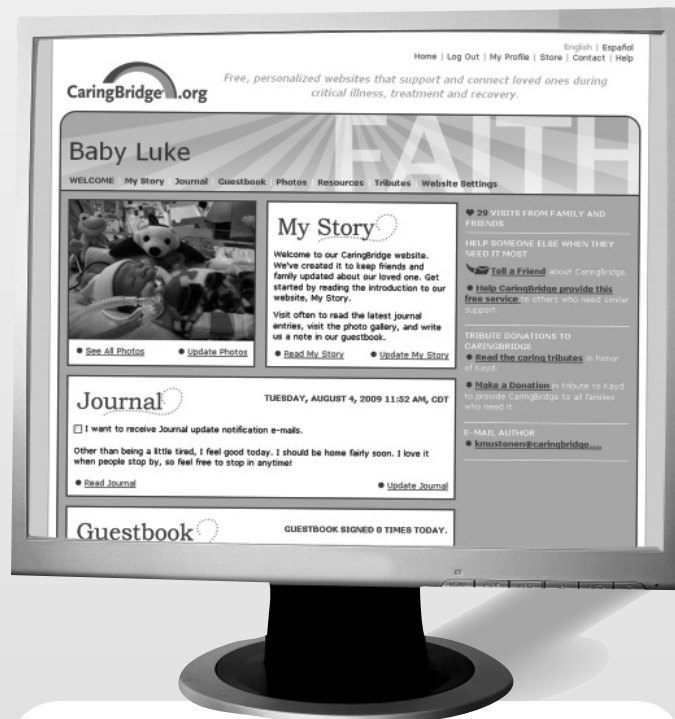 English | Español
Home | Log Out | My Profile | Store | Contact | Help
CaringBridge.org
Free, personalized websites that support and connect loved ones during
critical illness, treatment and recovery.
FAITH
Baby Luke
WELCOME My Story Journal Guestbook Photos Resources Tributes Website Settings
See All Photos
Update Photos
My Story
Welcome to our CaringBridge website.
We've created it to keep friends and
family updated about our loved one. Get
started by reading the introduction to our
website, My Story.
Visit often to read the latest journal
entries, visit the photo gallery, and write
us a note in our guestbook.
Read My Story
Update My Story
Journal
TUESDAY, AUGUST 4, 2009 11:52 AM, CDT
I want to receive Journal update notification e-mails.
Other than being a little tired, I feel good today. I should be home fairly soon. I love it
when people stop by, so feel free to stop in anytime!
Read Journal
Update Journal
Guestbook
GUESTBOOK SIGNED 0 TIMES TODAY.
29 VISITS FROM FAMILY AND
FRIENDS
HELP SOMEONE ELSE WHEN THEY
NEED IT MOST
Tell a Friend about CaringBridge.
Help CaringBridge provide this
free service to others who need similar
support.
TRIBUTE DONATIONS TO
CARINGBRIDGE
Read the caring tributes in honor
of Kayd.
Make a Donation in tribute to Kayd
to provide CaringBridge to all families
who need it.
E-MAIL AUTHOR
kmustonen@caringbridge....